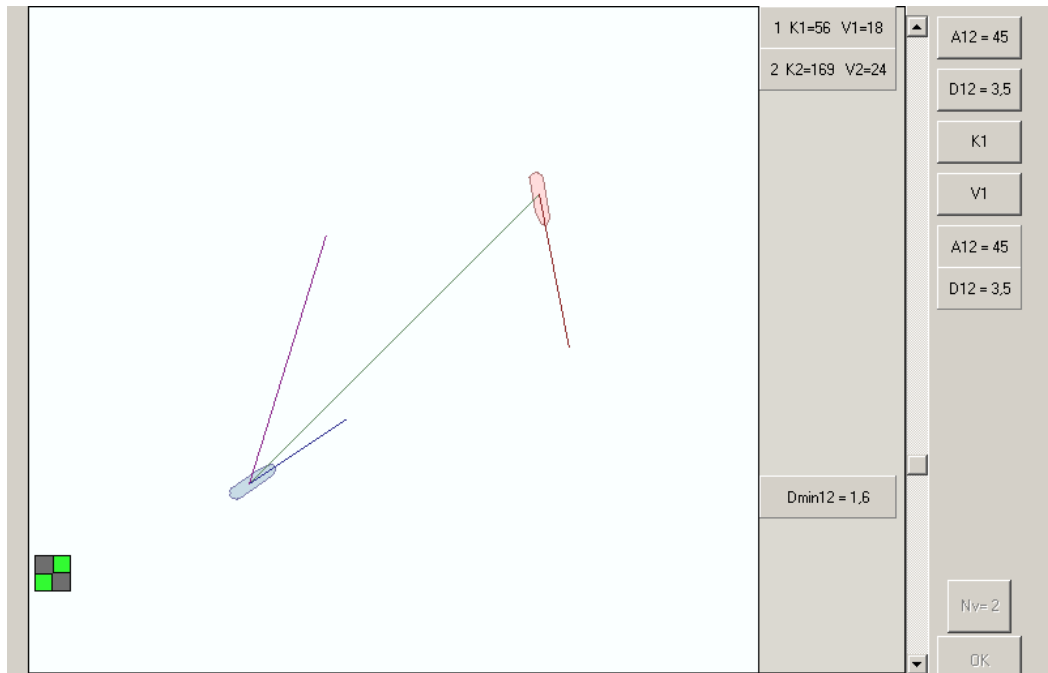 1 K1=56 V1=18
2 K2=169 V2=24
Dmin12 = 1,6
A12 = 45
D12 = 3,5
K1
V1
A12 = 45
D12 = 3,5
Nv= 2
OK